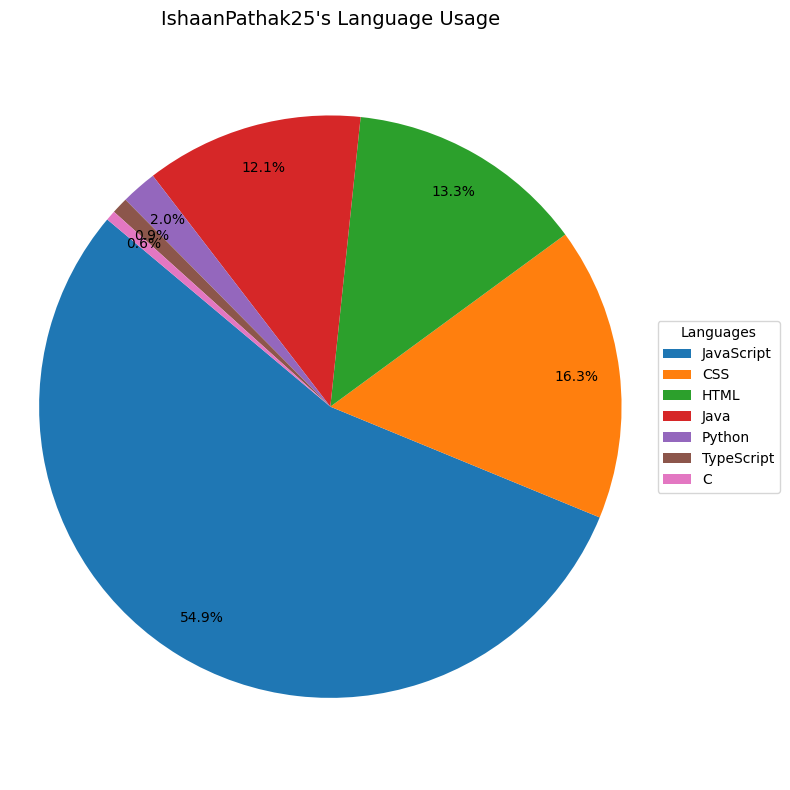 IshaanPathak25's Language Usage
12.1%
13.3%
2.0%
0.9%
0.6%
16.3%
54.9%
Languages
JavaScript
CSS
HTML
Java
Python
TypeScript
C